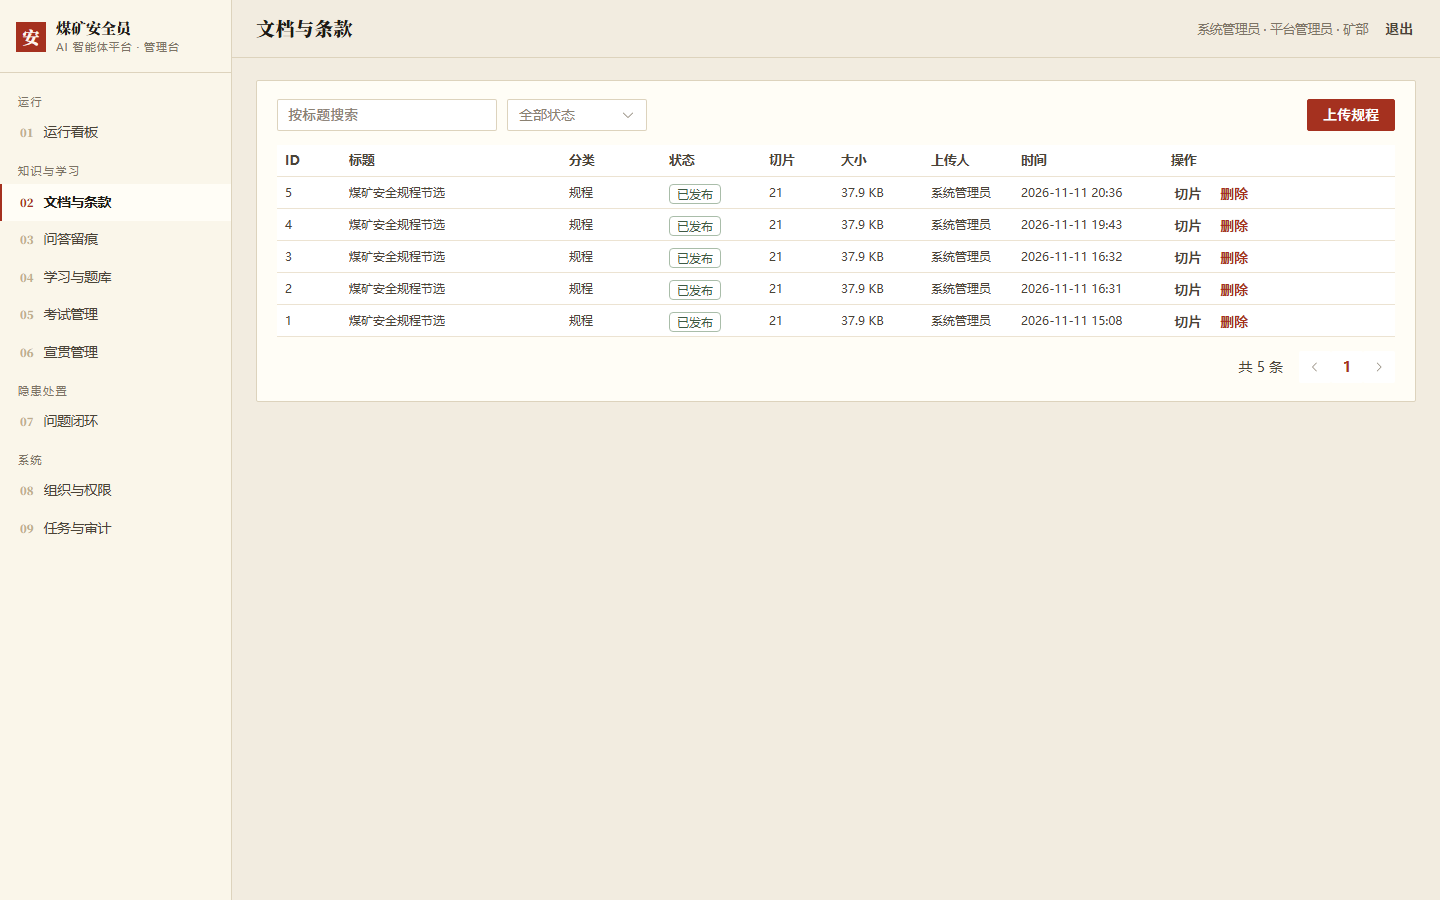 安
煤矿安全员
AI 智能体平台 · 管理台
运行
01 运行看板
知识与学习
02 文档与条款
03 问答留痕
04 学习与题库
05 考试管理
06 宣贯管理
隐患处置
07 问题闭环
系统
08 组织与权限
09 任务与审计
文档与条款
系统管理员 · 平台管理员 · 矿部 退出
按标题搜索 全部状态 上传规程
ID 标题 分类 状态 切片 大小 上传人 时间 操作
5 煤矿安全规程节选 规程 已发布 21 37.9 KB 系统管理员 2026-11-11 20:36 切片 删除
4 煤矿安全规程节选 规程 已发布 21 37.9 KB 系统管理员 2026-11-11 19:43 切片 删除
3 煤矿安全规程节选 规程 已发布 21 37.9 KB 系统管理员 2026-11-11 16:32 切片 删除
2 煤矿安全规程节选 规程 已发布 21 37.9 KB 系统管理员 2026-11-11 16:31 切片 删除
1 煤矿安全规程节选 规程 已发布 21 37.9 KB 系统管理员 2026-11-11 15:08 切片 删除
共 5 条 1